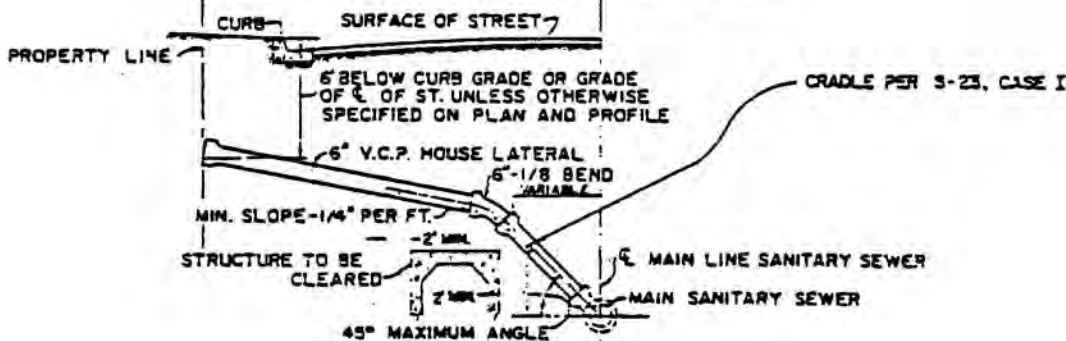 CURB
SURFACE OF STREET
PROPERTY LINE
6' BELOW CURB GRADE OR GRADE
OF ℄ OF ST. UNLESS OTHERWISE
SPECIFIED ON PLAN AND PROFILE
CRADLE PER S-23, CASE I
6" V.C.P. HOUSE LATERAL
6"-1/8 BEND
VARIABLE
MIN. SLOPE-1/4" PER FT.
2' MIN.
STRUCTURE TO BE
CLEARED
℄ MAIN LINE SANITARY SEWER
2' MIN.
MAIN SANITARY SEWER
45° MAXIMUM ANGLE